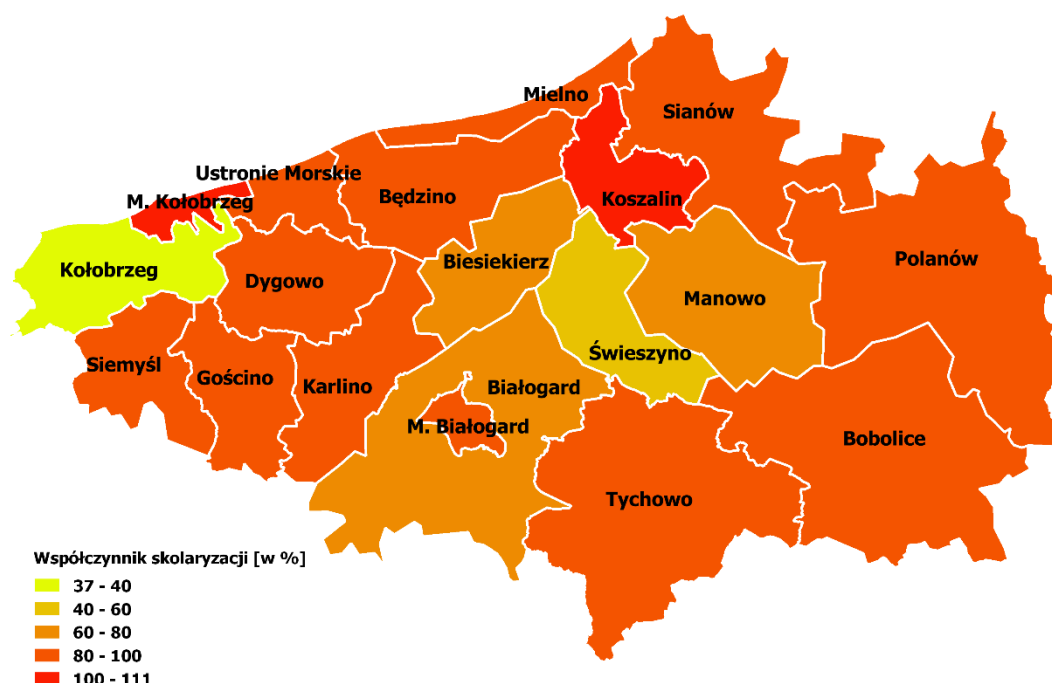 Mielno
Sianów
Ustronie Morskie
M. Kołobrzeg
Będzino
Koszalin
Kołobrzeg
Dygowo
Biesiekierz
Polanów
Manowo
Siemyśl
Gościno
Karlino
Świeszyno
Białogard
M. Białogard
Bobolice
Tychowo
Współczynnik skolaryzacji [w %]
37 - 40
40 - 60
60 - 80
80 - 100
100 - 111